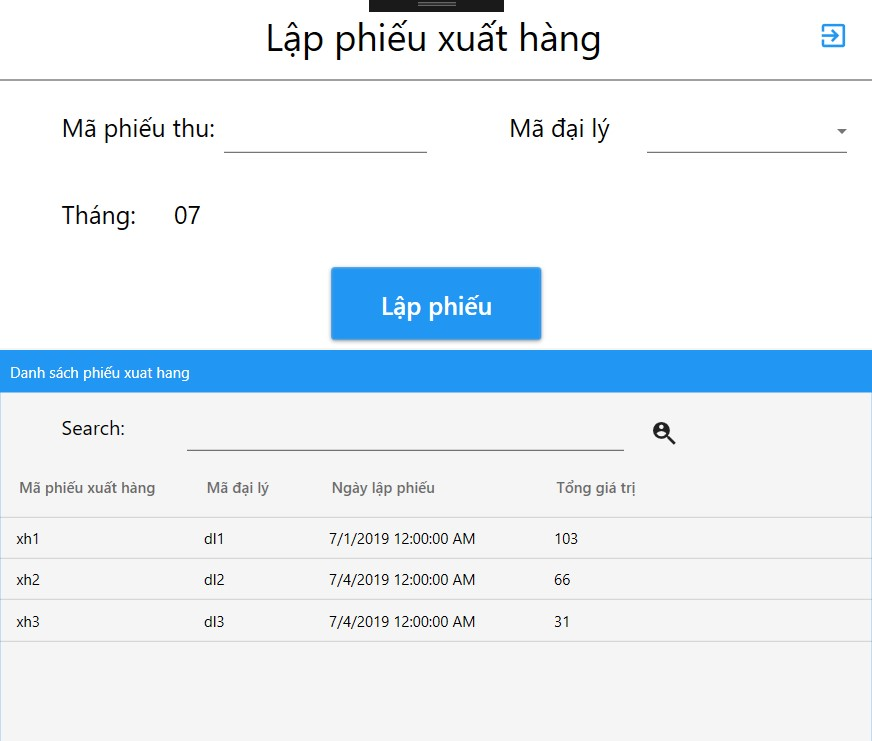 Lập phiếu xuất hàng
Mã phiếu thu: Mã đại lý
Tháng: 07
Lập phiếu
Danh sách phiếu xuat hang
Search:
Mã phiếu xuất hàng Mã đại lý Ngày lập phiếu Tổng giá trị
xh1 dl1 7/1/2019 12:00:00 AM 103
xh2 dl2 7/4/2019 12:00:00 AM 66
xh3 dl3 7/4/2019 12:00:00 AM 31